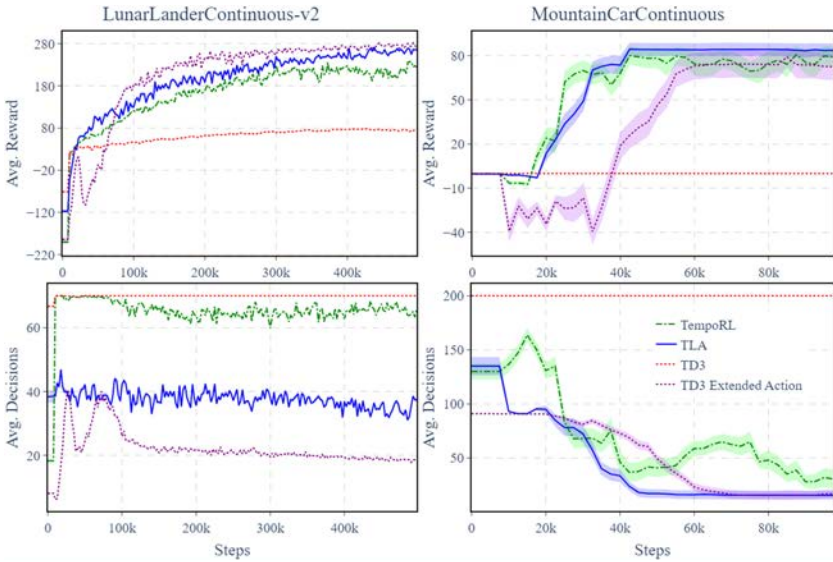 LunarLanderContinuous-v2
MountainCarContinuous
280
180
80
−20
−120
−220
Avg. Reward
0
100k
200k
300k
400k
80
50
20
−10
−40
Avg. Reward
0
20k
40k
60k
80k
60
40
20
Avg. Decisions
0
100k
200k
300k
400k
Steps
200
150
100
50
Avg. Decisions
TempoRL
TLA
TD3
TD3 Extended Action
0
20k
40k
60k
80k
Steps